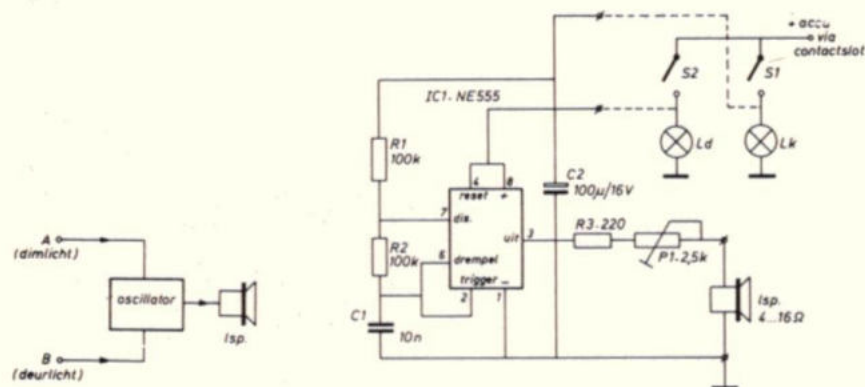 A
(dimlicht)
oscillator
lsp.
B
(deurlicht)
IC1 - NE555
R1
100k
R2
100k
C1
10n
4
8
reset
+
7
dis.
6
drempel
trigger
-
2
1
uit
3
C2
100μ/16V
R3-220
P1-2,5k
lsp.
4...16Ω
S2
S1
Ld
Lk
+ accu
via
contactslot